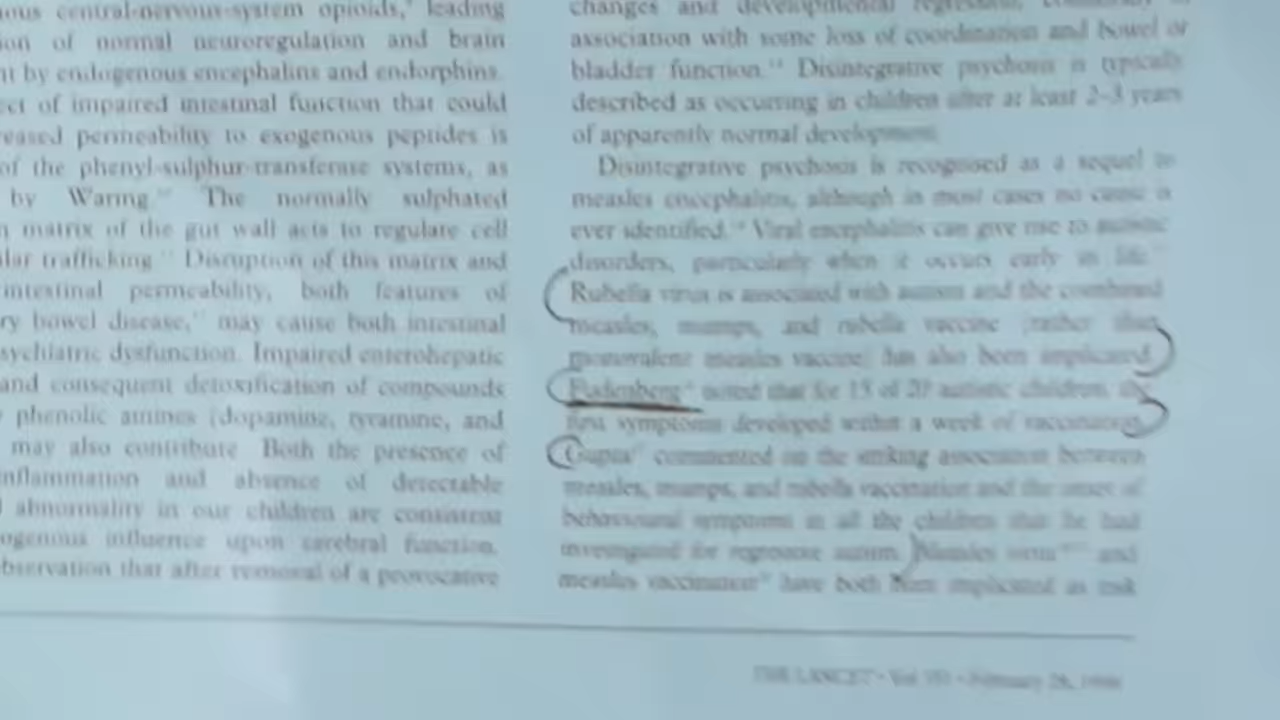 ous central-nervous-system opioids, leading
ion of normal neuroregulation and brain
nt by endogenous encephalins and endorphins.
ect of impaired intestinal function that could
reased permeability to exogenous peptides is
of the phenyl-sulphur-transferase systems, as
by Waring. The normally sulphated
n matrix of the gut wall acts to regulate cell
lar trafficking. Disruption of this matrix and
intestinal permeability, both features of
ry bowel disease, may cause both intestinal
sychiatric dysfunction. Impaired enterohepatic
and consequent detoxification of compounds
phenolic amines (dopamine, tyramine, and
may also contribute. Both the presence of
inflammation and absence of detectable
l abnormality in our children are consistent
ogenous influence upon cerebral function.
bservation that after removal of a provocative
changes and developmental regression, commonly in
association with some loss of coordination and bowel or
bladder function. Disintegrative psychosis is typically
described as occurring in children after at least 2–3 years
of apparently normal development.
Disintegrative psychosis is recognised as a sequel to
measles encephalitis, although in most cases no cause is
ever identified. Viral encephalitis can give rise to autistic
disorders, particularly when it occurs early in life.
Rubella virus is associated with autism and the combined
measles, mumps, and rubella vaccine (rather than
monovalent measles vaccine) has also been implicated.
Fudenberg noted that for 15 of 20 autistic children, the
first symptoms developed within a week of vaccination.
Gupta commented on the striking association between
measles, mumps, and rubella vaccination and the onset of
behavioural symptoms in all the children that he had
investigated for regressive autism. Measles virus and
measles vaccination have both been implicated as risk
THE LANCET • Vol 351 • February 28, 1998